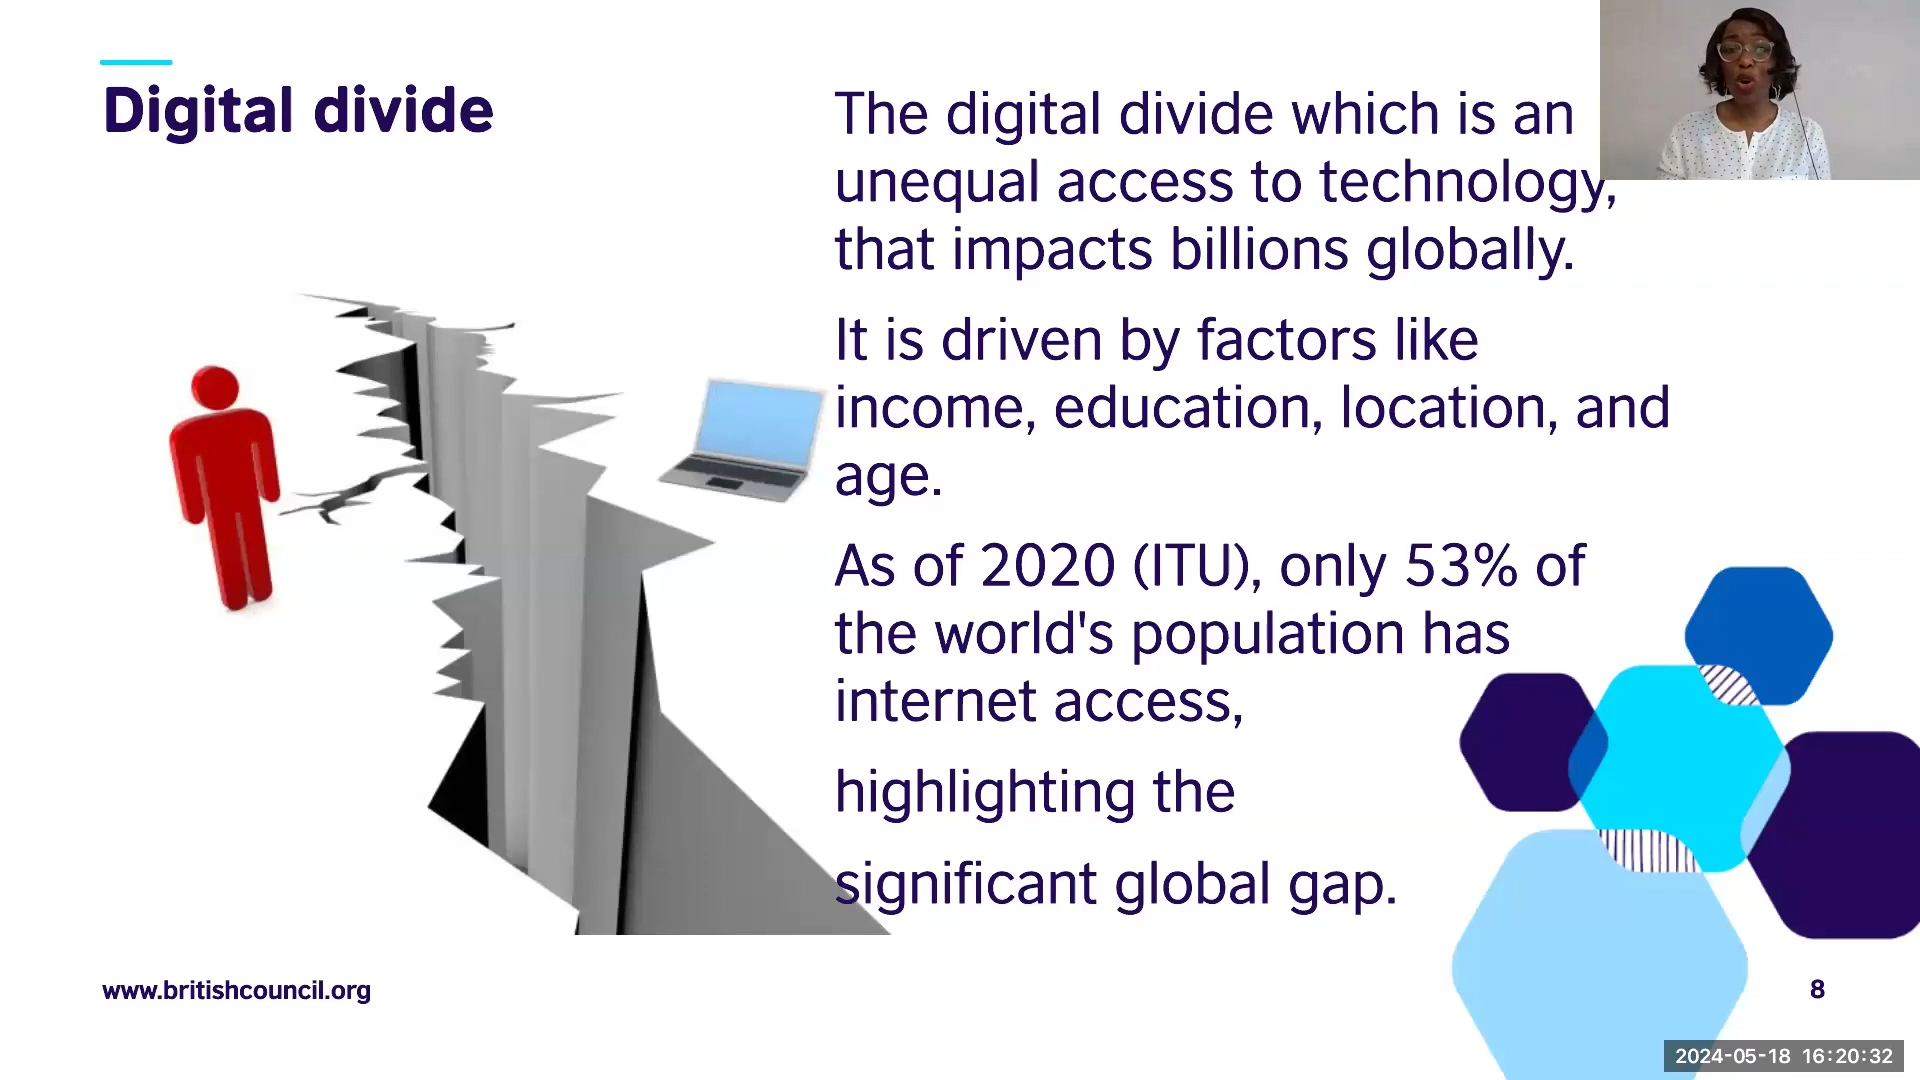 Digital divide
The digital divide which is an
unequal access to technology,
that impacts billions globally.
It is driven by factors like
income, education, location, and
age.
As of 2020 (ITU), only 53% of
the world's population has
internet access,
highlighting the
significant global gap.
www.britishcouncil.org
8
2024-05-18 16:20:32